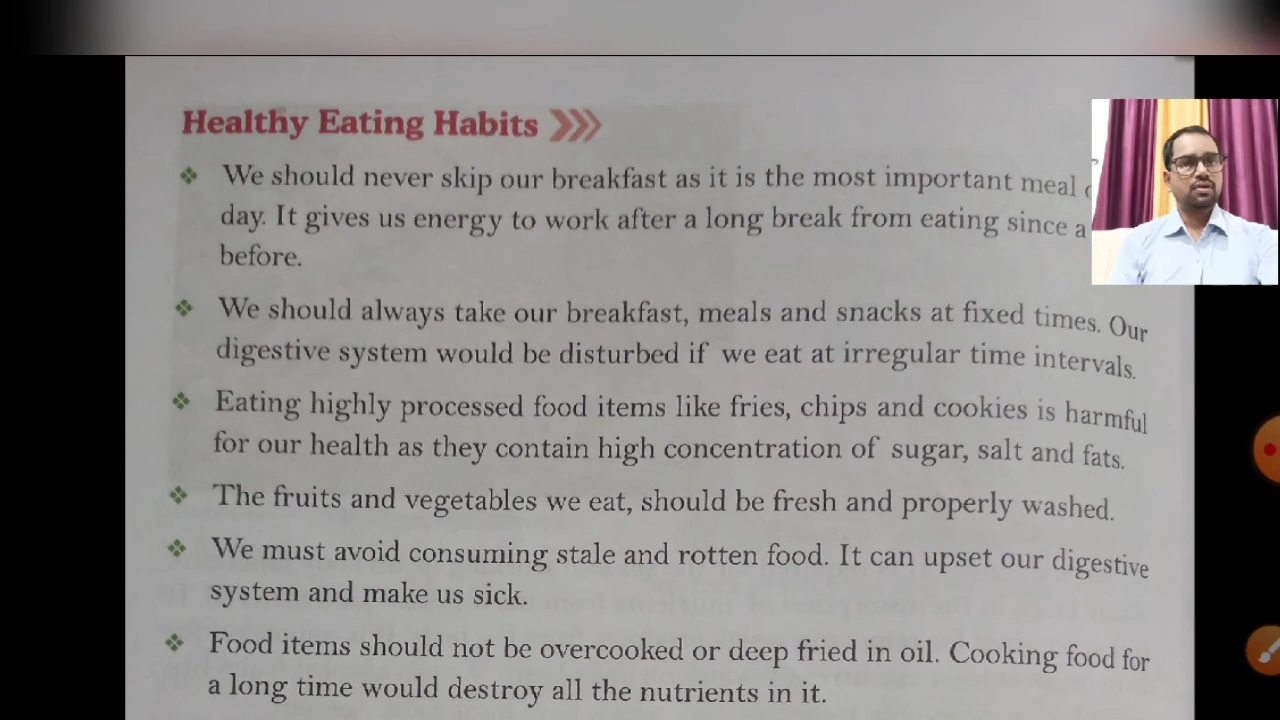 Healthy Eating Habits
We should never skip our breakfast as it is the most important meal
day. It gives us energy to work after a long break from eating since a
before.
We should always take our breakfast, meals and snacks at fixed times. Our
digestive system would be disturbed if we eat at irregular time intervals.
Eating highly processed food items like fries, chips and cookies is harmful
for our health as they contain high concentration of sugar, salt and fats.
The fruits and vegetables we eat, should be fresh and properly washed.
We must avoid consuming stale and rotten food. It can upset our digestive
system and make us sick.
Food items should not be overcooked or deep fried in oil. Cooking food for
a long time would destroy all the nutrients in it.